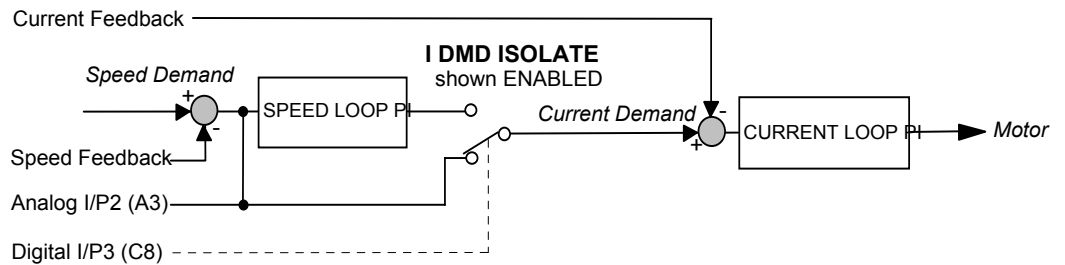 Current Feedback
I DMD ISOLATE
shown ENABLED
Speed Demand
+
-
SPEED LOOP PI
Current Demand
-
+
CURRENT LOOP PI
Motor
Speed Feedback
Analog I/P2 (A3)
Digital I/P3 (C8)